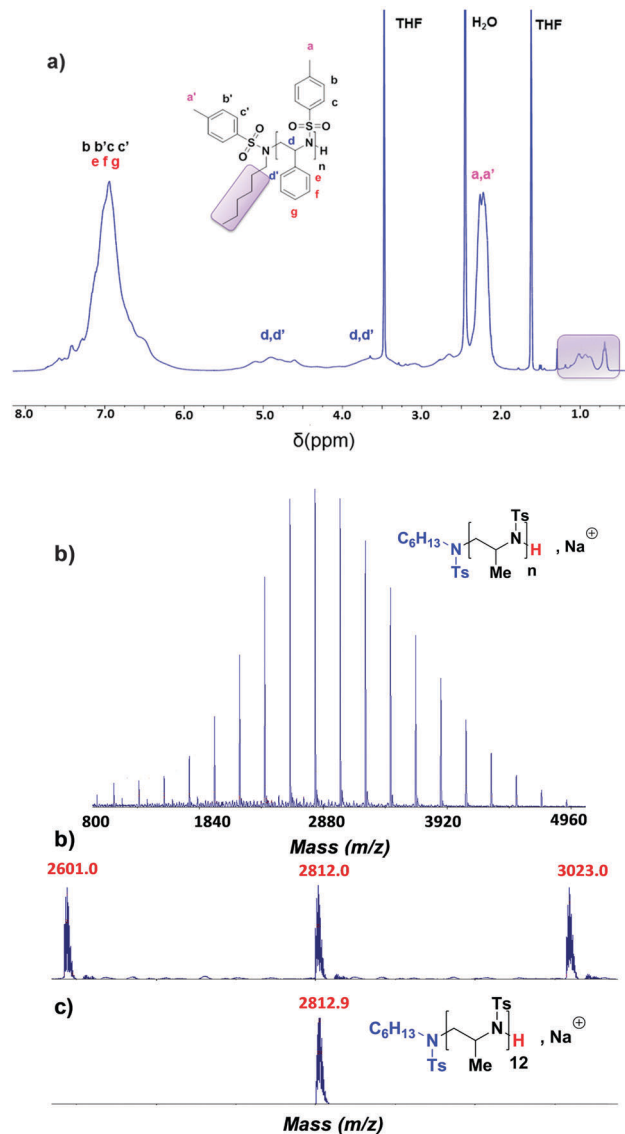 THF H₂O THF
a)
a
a' b' b
c' c
O=S=O
S O
O N N H
d n
d' e
f
g
b b'c c'
e f g
a,a'
d,d' d,d'
8.0 7.0 6.0 5.0 4.0 3.0 2.0 1.0
δ(ppm)
b)
Ts
C₆H₁₃ N N H , Na⊕
Ts Me n
800 1840 2880 3920 4960
Mass (m/z)
b)
2601.0 2812.0 3023.0
2812.9
c)
Ts
C₆H₁₃ N N H , Na⊕
Ts Me 12
Mass (m/z)